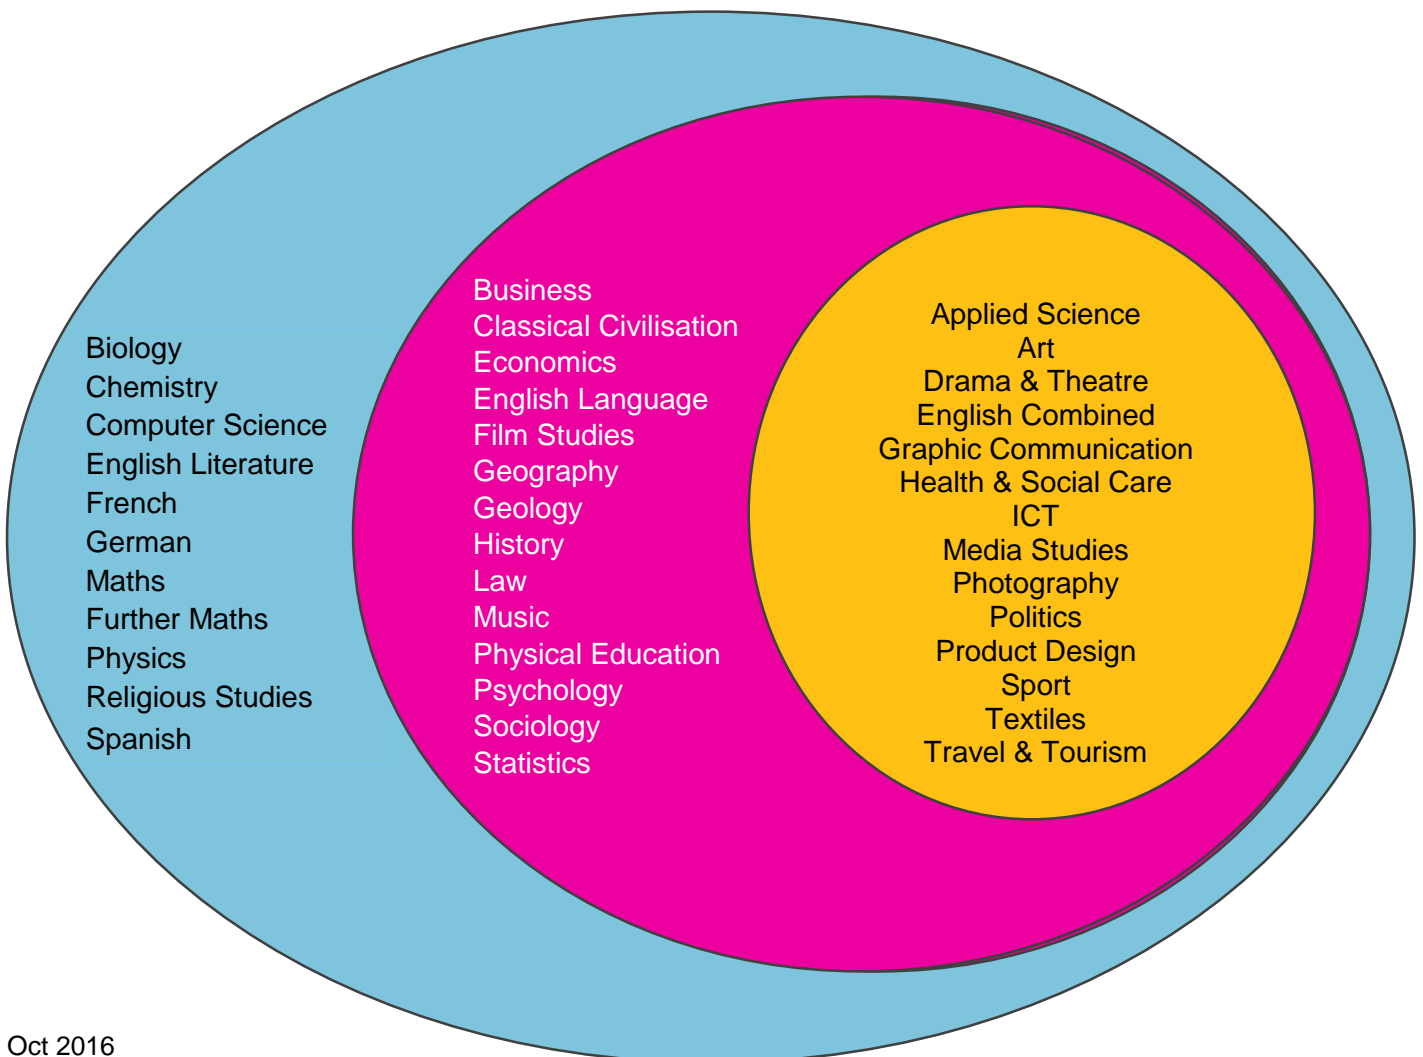 Biology
Chemistry
Computer Science
English Literature
French
German
Maths
Further Maths
Physics
Religious Studies
Spanish
Business
Classical Civilisation
Economics
English Language
Film Studies
Geography
Geology
History
Law
Music
Physical Education
Psychology
Sociology
Statistics
Applied Science
Art
Drama & Theatre
English Combined
Graphic Communication
Health & Social Care
ICT
Media Studies
Photography
Politics
Product Design
Sport
Textiles
Travel & Tourism
Oct 2016